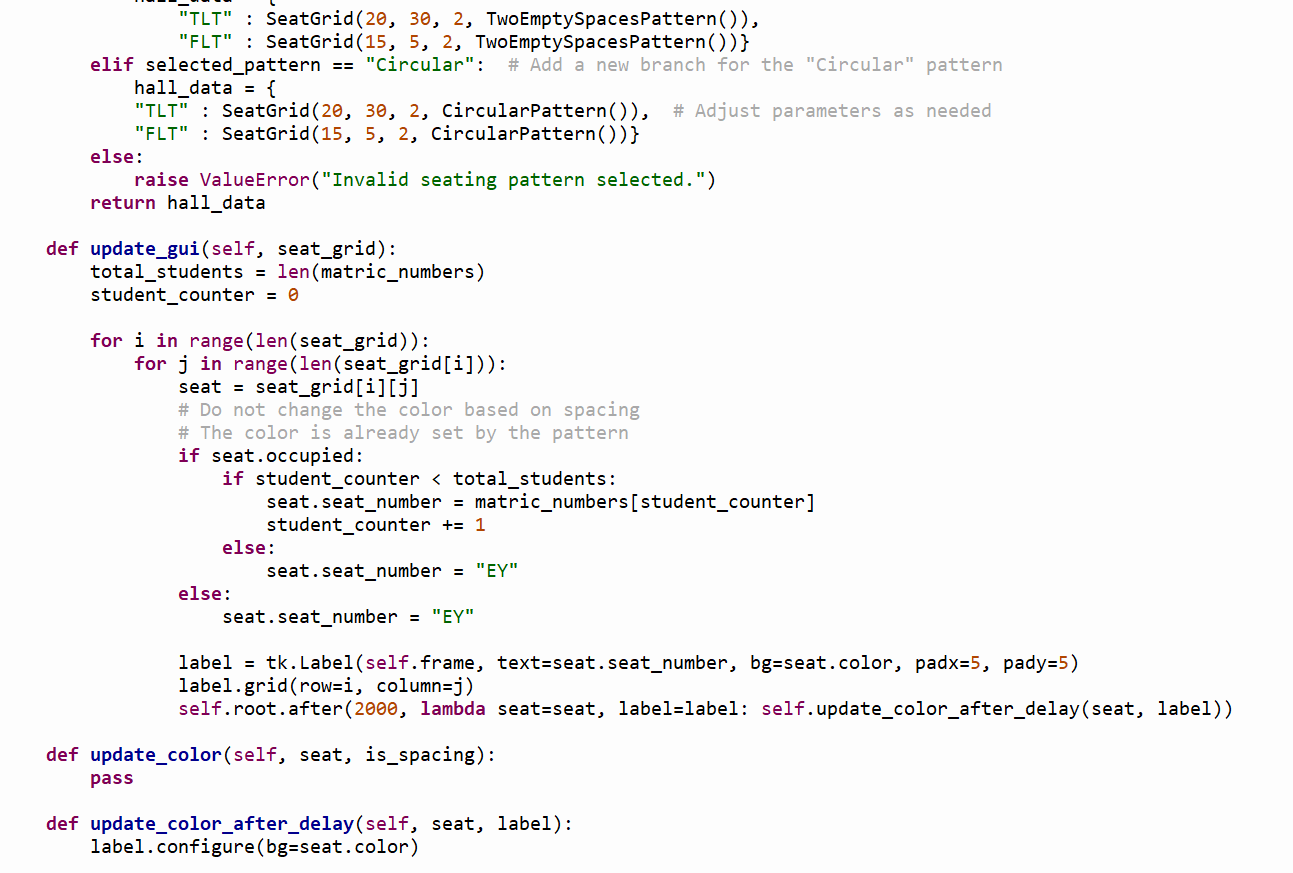 hall_data = {
"TLT" : SeatGrid(20, 30, 2, TwoEmptySpacesPattern()),
"FLT" : SeatGrid(15, 5, 2, TwoEmptySpacesPattern())}
elif selected_pattern == "Circular":  # Add a new branch for the "Circular" pattern
hall_data = {
"TLT" : SeatGrid(20, 30, 2, CircularPattern()),  # Adjust parameters as needed
"FLT" : SeatGrid(15, 5, 2, CircularPattern())}
else:
raise ValueError("Invalid seating pattern selected.")
return hall_data
def update_gui(self, seat_grid):
total_students = len(matric_numbers)
student_counter = 0
for i in range(len(seat_grid)):
for j in range(len(seat_grid[i])):
seat = seat_grid[i][j]
# Do not change the color based on spacing
# The color is already set by the pattern
if seat.occupied:
if student_counter < total_students:
seat.seat_number = matric_numbers[student_counter]
student_counter += 1
else:
seat.seat_number = "EY"
else:
seat.seat_number = "EY"
label = tk.Label(self.frame, text=seat.seat_number, bg=seat.color, padx=5, pady=5)
label.grid(row=i, column=j)
self.root.after(2000, lambda seat=seat, label=label: self.update_color_after_delay(seat, label))
def update_color(self, seat, is_spacing):
pass
def update_color_after_delay(self, seat, label):
label.configure(bg=seat.color)